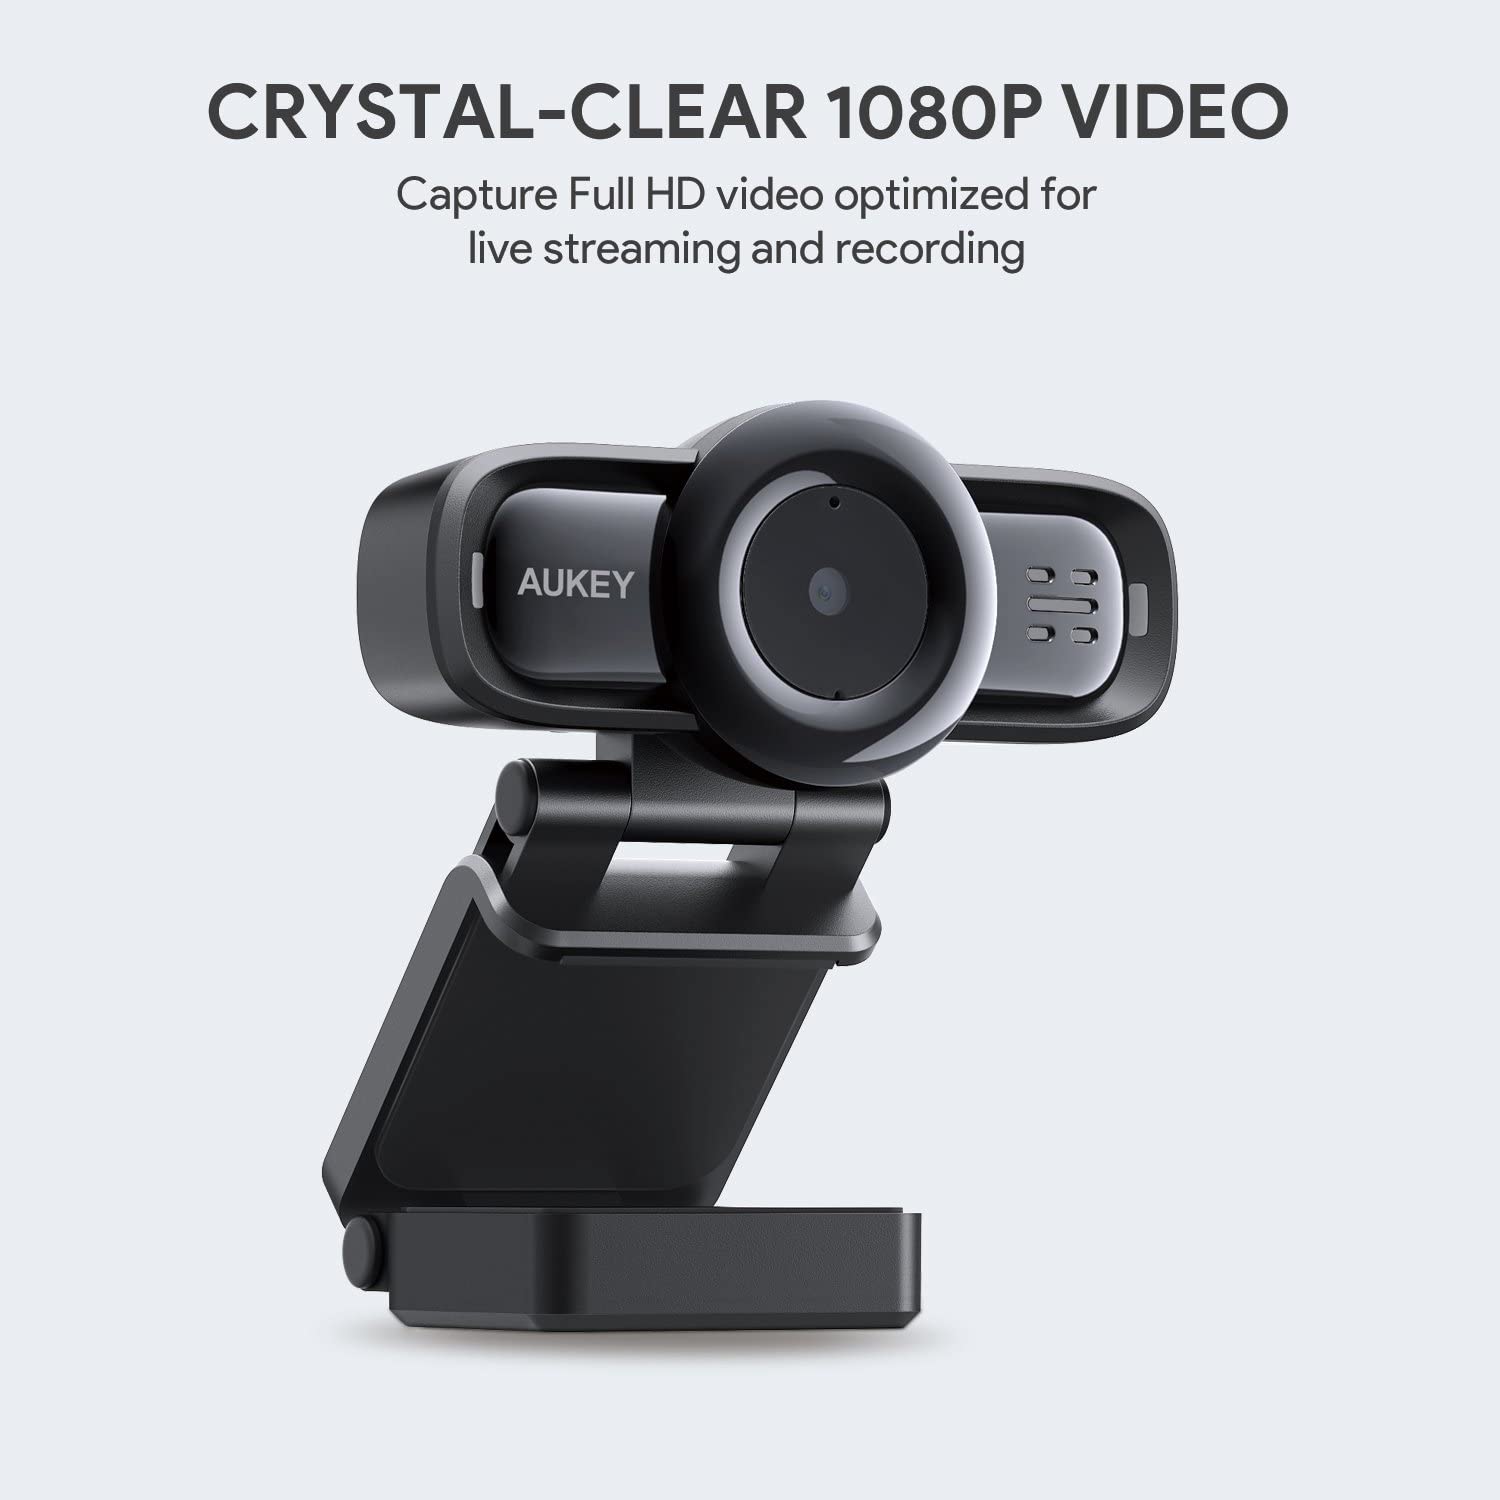 CRYSTAL-CLEAR 1080P VIDEO
Capture Full HD video optimized for
live streaming and recording
AUKEY